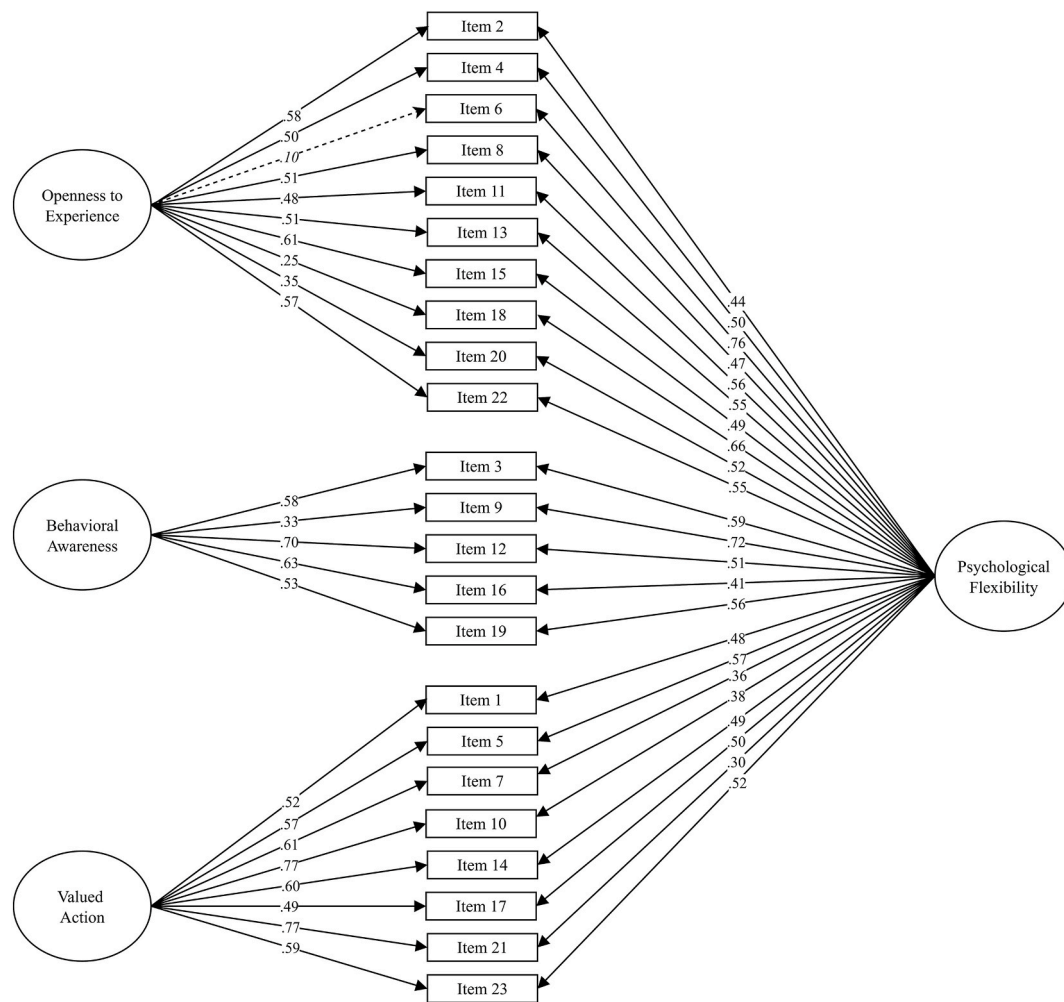 Item 2
Item 4
Item 6
Item 8
Item 11
Item 13
Item 15
Item 18
Item 20
Item 22
Openness to
Experience
.58
.50
.10
.51
.48
.51
.61
.25
.35
.57
.44
.50
.76
.47
.56
.55
.49
.66
.52
.55
Item 3
Item 9
Item 12
Item 16
Item 19
Behavioral
Awareness
.58
.33
.70
.63
.53
.59
.72
.51
.41
.56
Psychological
Flexibility
Item 1
Item 5
Item 7
Item 10
Item 14
Item 17
Item 21
Item 23
Valued
Action
.52
.57
.61
.77
.60
.49
.77
.59
.48
.57
.36
.38
.49
.50
.30
.52